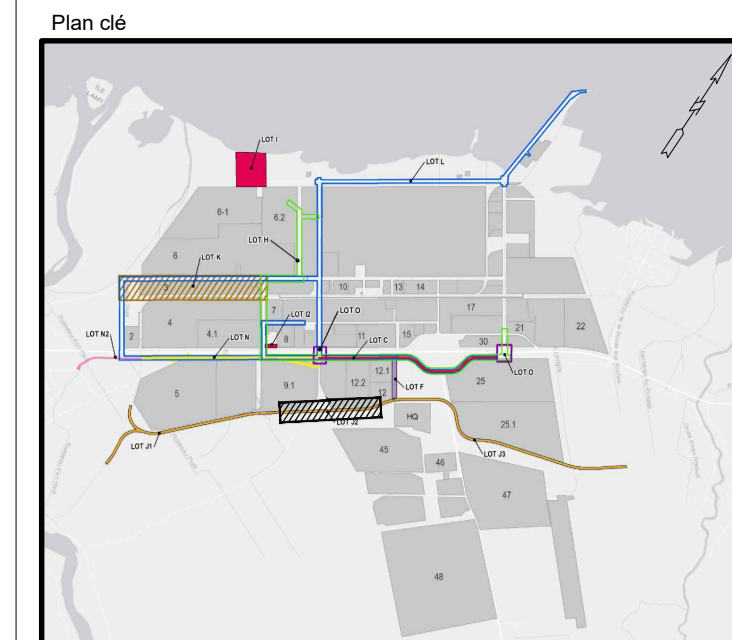 Plan clé
ÎLE
LAMY
LOT I
LOT L
6-1
6.2
LOT H
6
LOT K
3
10
13
14
4
7
17
LOT I2
LOT O
2
4.1
8
11
15
21
22
LOT N2
LOT N
LOT C
30
12.1
LOT O
5
9.1
12.2
12
LOT F
25
LOT J2
HQ
25.1
LOT J1
LOT J3
45
46
47
48